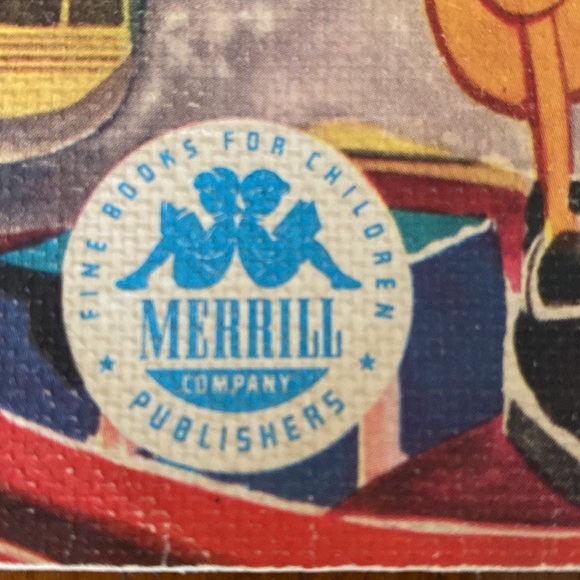 FINE BOOKS FOR CHILDREN
MERRILL
COMPANY
PUBLISHERS